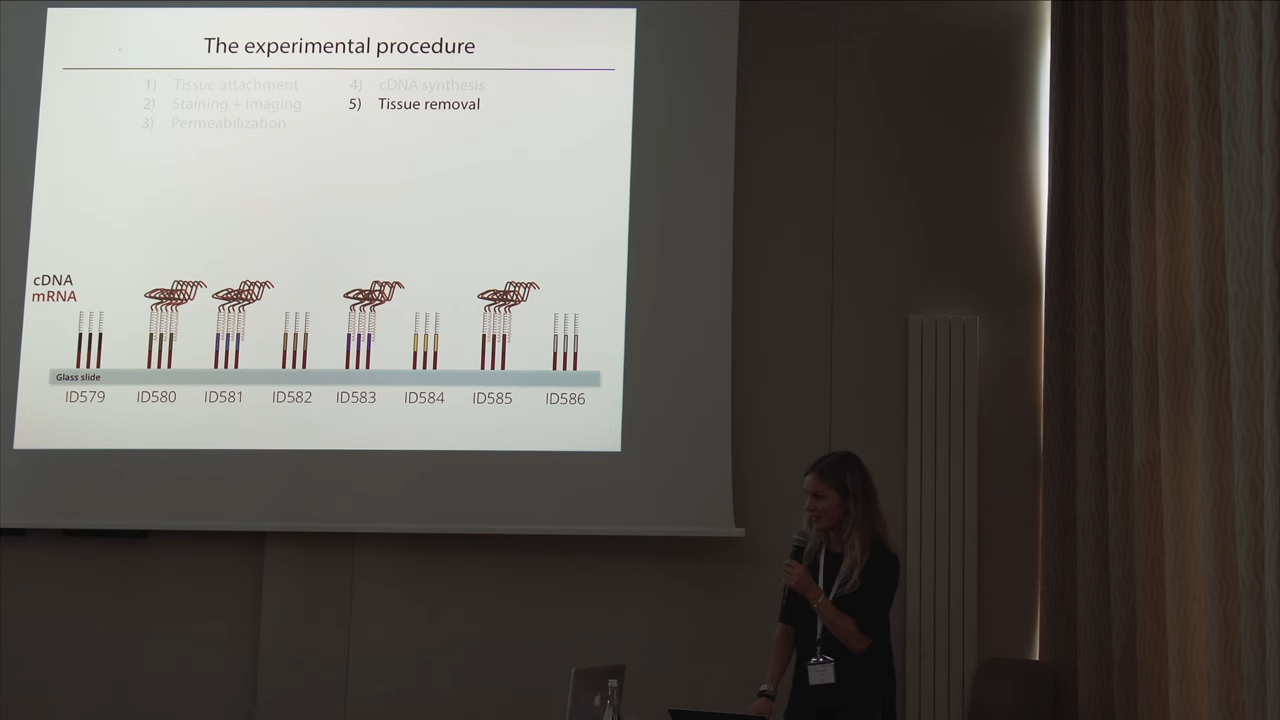 The experimental procedure
1) Tissue attachment
2) Staining + Imaging
3) Permeabilization
4) cDNA synthesis
5) Tissue removal
cDNA
mRNA
Glass slide
ID579 ID580 ID581 ID582 ID583 ID584 ID585 ID586